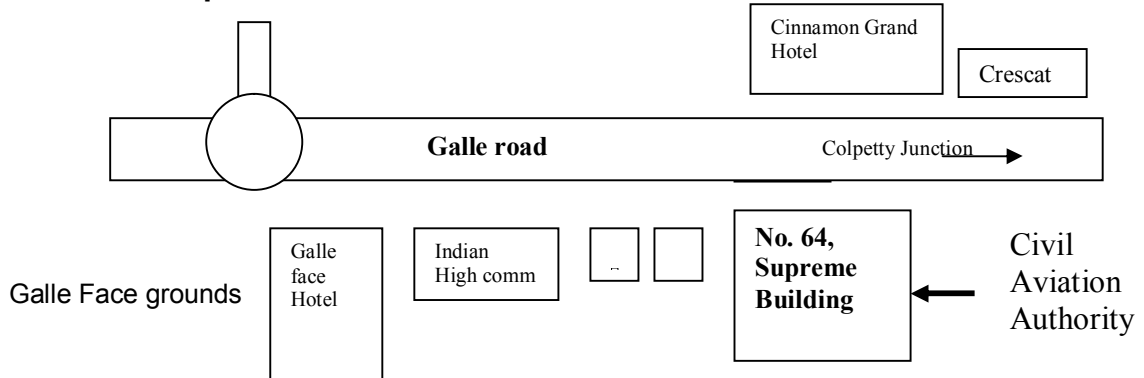 Cinnamon Grand
Hotel
Crescat
Galle road
Colpetty Junction
Galle
face
Hotel
Indian
High comm
No. 64,
Supreme
Building
Civil
Aviation
Authority
Galle Face grounds